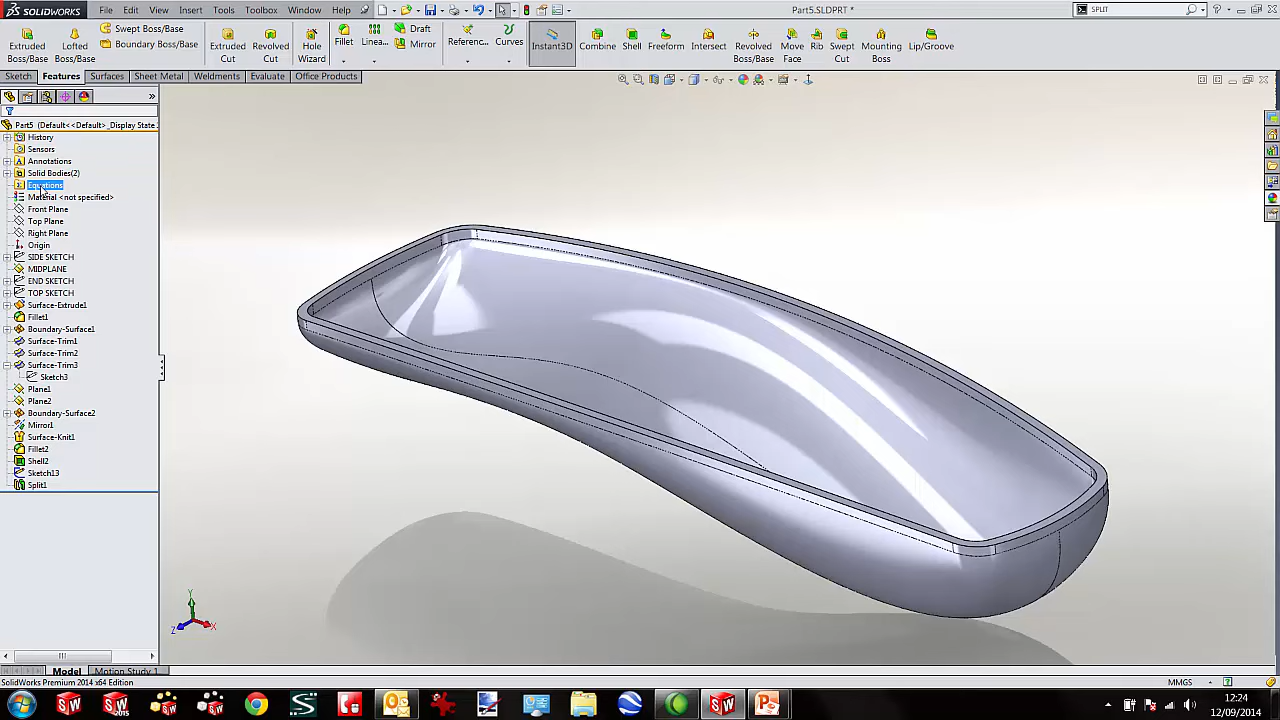 SOLIDWORKS File Edit View Insert Tools Toolbox Window Help Part5.SLDPRT * SPLIT
Extruded Boss/Base
Lofted Boss/Base
Swept Boss/Base
Boundary Boss/Base
Extruded Cut
Revolved Cut
Hole Wizard
Fillet
Linea...
Draft
Mirror
Referenc...
Curves
Instant3D
Combine
Shell
Freeform
Intersect
Revolved Boss/Base
Move Face
Rib
Swept Cut
Mounting Boss
Lip/Groove
Sketch Features Surfaces Sheet Metal Weldments Evaluate Office Products
Part5 (Default<<Default>_Display State
History
Sensors
Annotations
Solid Bodies(2)
Equations
Material <not specified>
Front Plane
Top Plane
Right Plane
Origin
SIDE SKETCH
MIDPLANE
END SKETCH
TOP SKETCH
Surface-Extrude1
Fillet1
Boundary-Surface1
Surface-Trim1
Surface-Trim2
Surface-Trim3
Sketch3
Plane1
Plane2
Boundary-Surface2
Mirror1
Surface-Knit1
Fillet2
Shell2
Sketch13
Split1
Y
Z X
Model Motion Study 1
SolidWorks Premium 2014 x64 Edition MMGS
12:24
12/09/2014